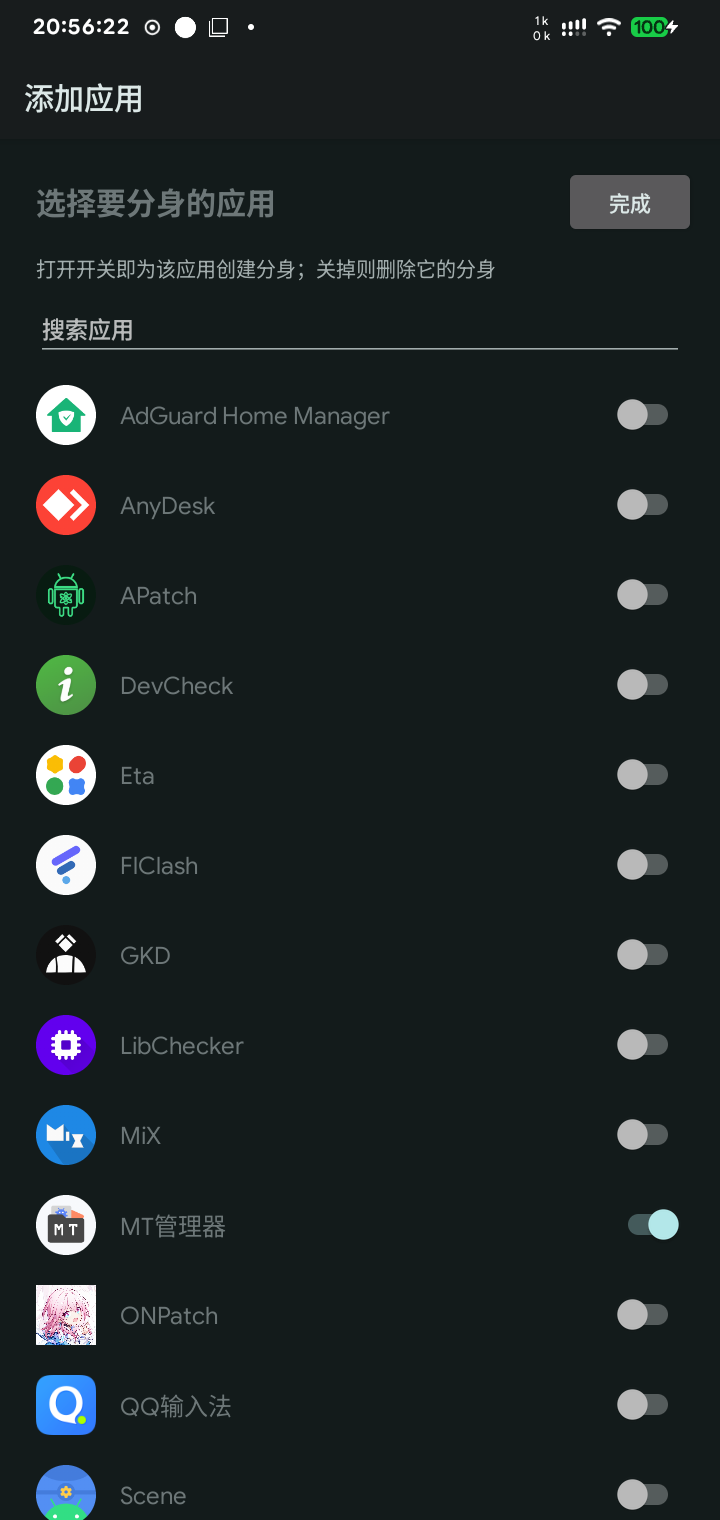 20:56:22
1k
0k
100
添加应用
选择要分身的应用
完成
打开开关即为该应用创建分身；关掉则删除它的分身
搜索应用
AdGuard Home Manager
AnyDesk
APatch
DevCheck
Eta
FlClash
GKD
LibChecker
MiX
MT管理器
MT
ONPatch
QQ输入法
Scene